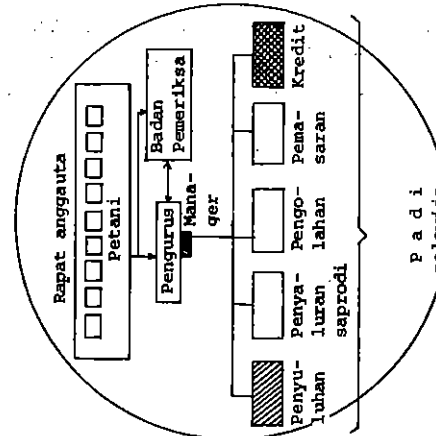 Rapat anggauta
Petani
Badan
Pemeriksa
Pengurus
Mana-
ger
Penyu-
luhan
Penya-
luran
saprodi
Pengo-
lahan
Pema-
saran
Kredit
P a d i